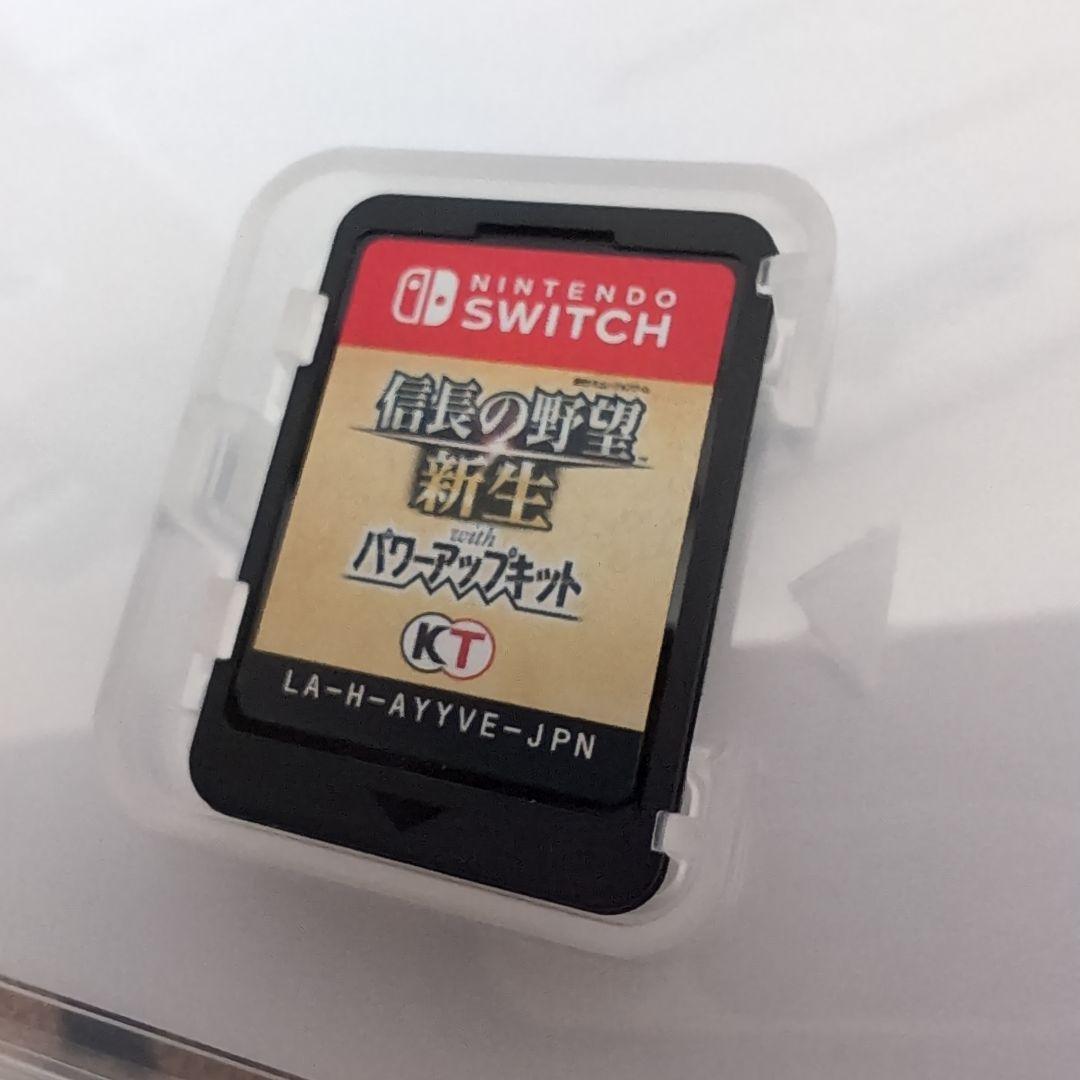 NINTENDO
SWITCH
信長の野望
新生
with
パワーアップキット
KT
LA-H-AYYVE-JPN